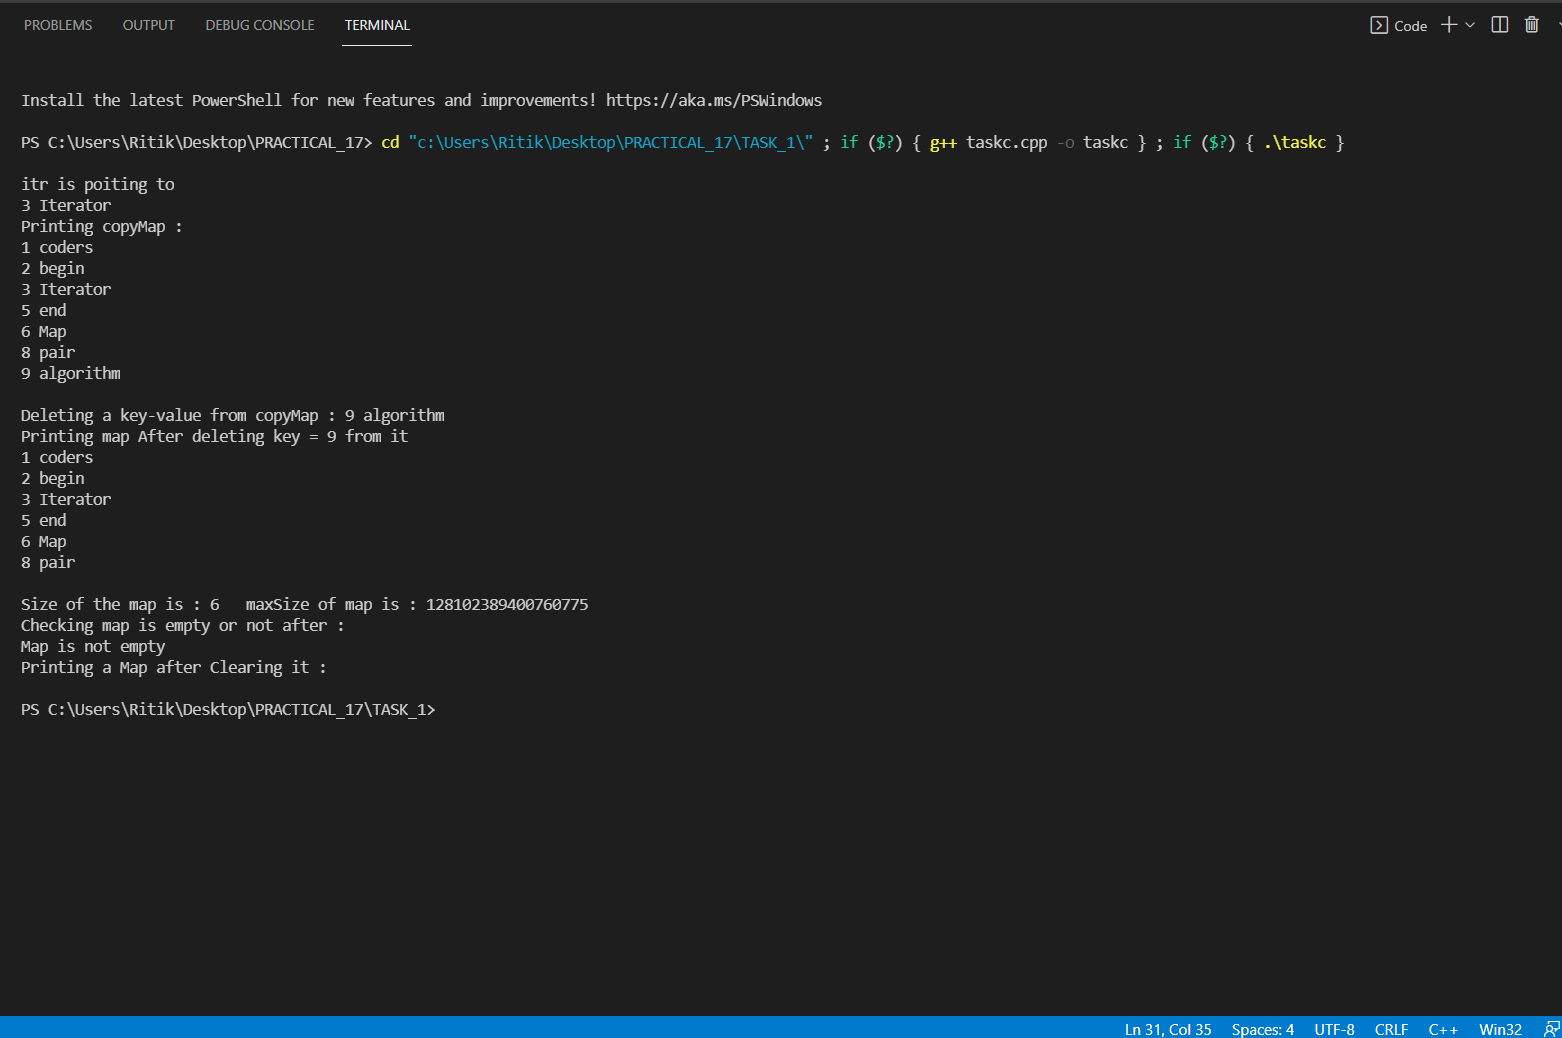 PROBLEMS OUTPUT DEBUG CONSOLE TERMINAL Code
Install the latest PowerShell for new features and improvements! https://aka.ms/PSWindows
PS C:\Users\Ritik\Desktop\PRACTICAL_17> cd "c:\Users\Ritik\Desktop\PRACTICAL_17\TASK_1\" ; if ($?) { g++ taskc.cpp -o taskc } ; if ($?) { .\taskc }
itr is poiting to
3 Iterator
Printing copyMap :
1 coders
2 begin
3 Iterator
5 end
6 Map
8 pair
9 algorithm
Deleting a key-value from copyMap : 9 algorithm
Printing map After deleting key = 9 from it
1 coders
2 begin
3 Iterator
5 end
6 Map
8 pair
Size of the map is : 6   maxSize of map is : 128102389400760775
Checking map is empty or not after :
Map is not empty
Printing a Map after Clearing it :
PS C:\Users\Ritik\Desktop\PRACTICAL_17\TASK_1>
Ln 31, Col 35 Spaces: 4 UTF-8 CRLF C++ Win32